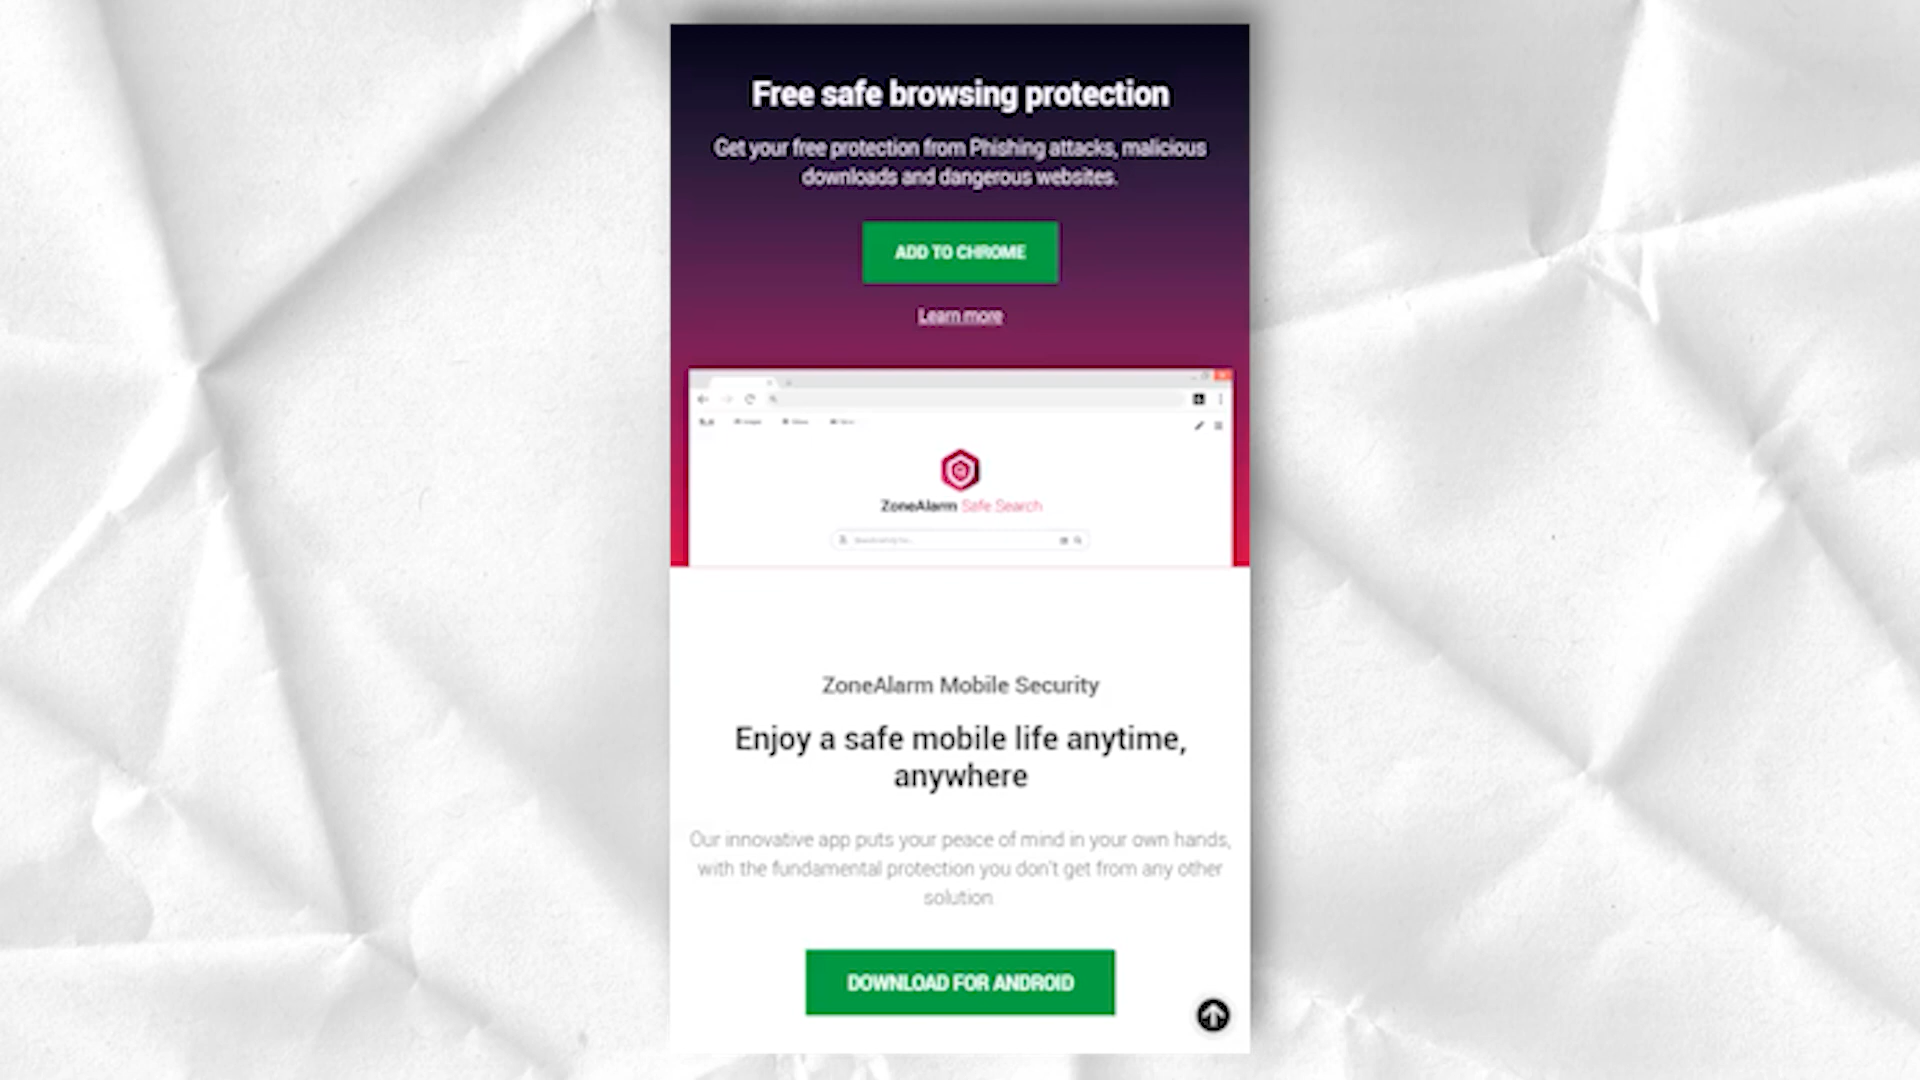 Free safe browsing protection
Get your free protection from Phishing attacks, malicious
downloads and dangerous websites.
ADD TO CHROME
Learn more
ZoneAlarm Safe Search
ZoneAlarm Mobile Security
Enjoy a safe mobile life anytime,
anywhere
Our innovative app puts your peace of mind in your own hands,
with the fundamental protection you don't get from any other
solution
DOWNLOAD FOR ANDROID